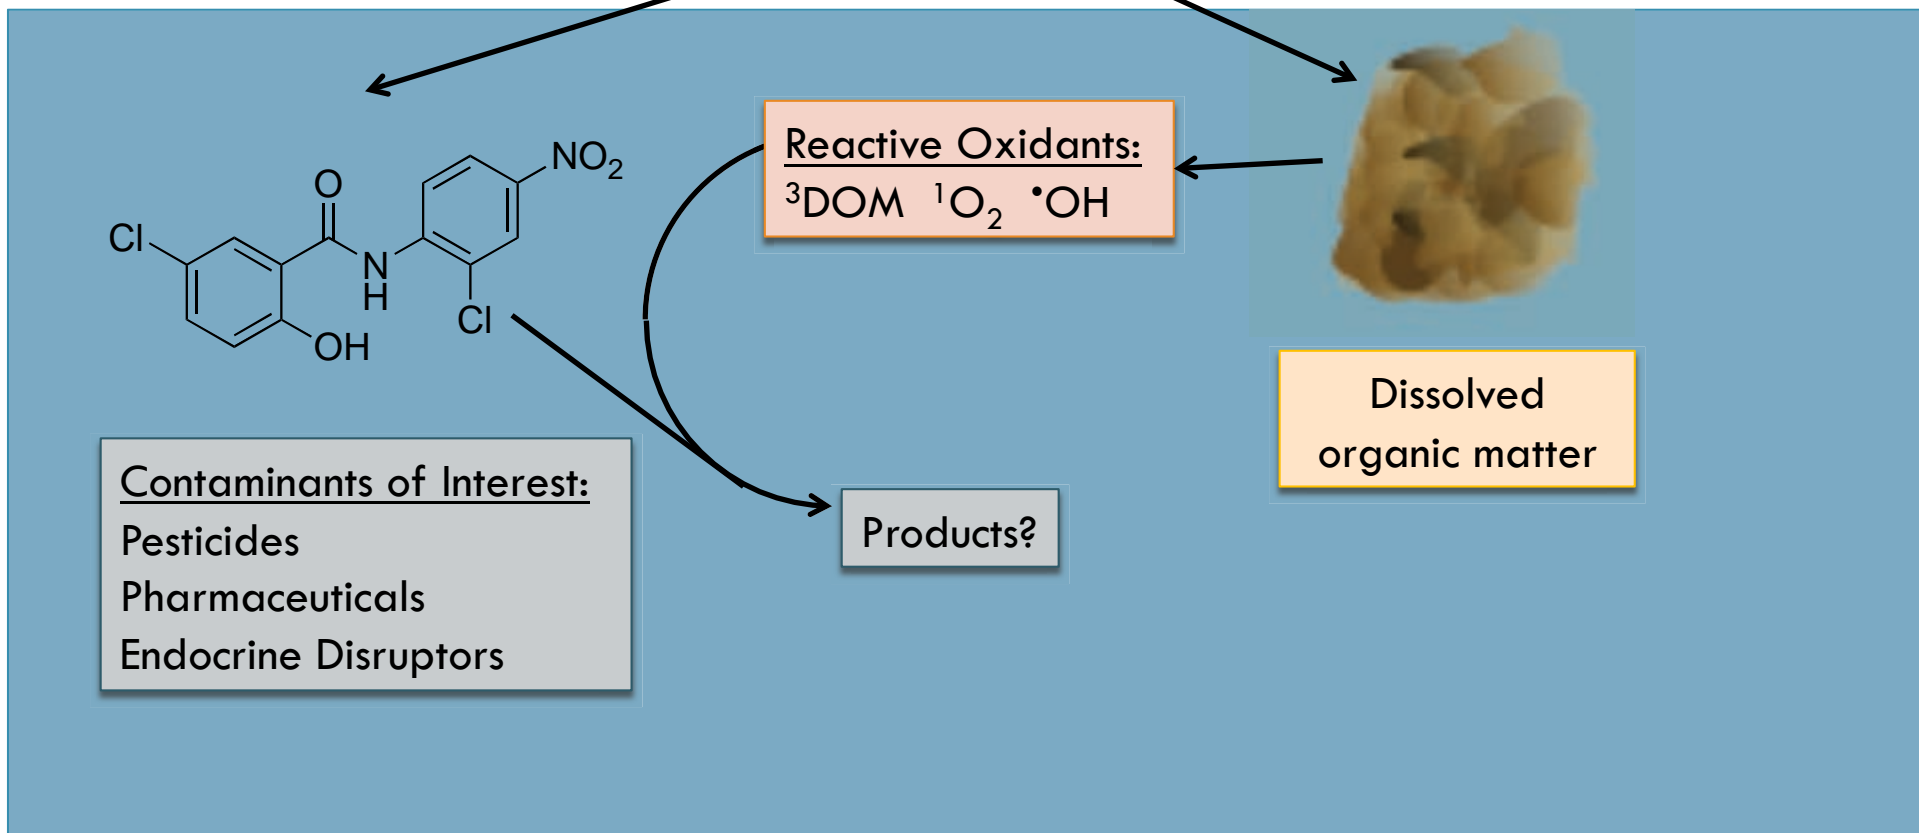 NO₂
O
Cl
N
H
Cl
OH
Reactive Oxidants:
³DOM ¹O₂ •OH
Dissolved
organic matter
Contaminants of Interest:
Pesticides
Pharmaceuticals
Endocrine Disruptors
Products?